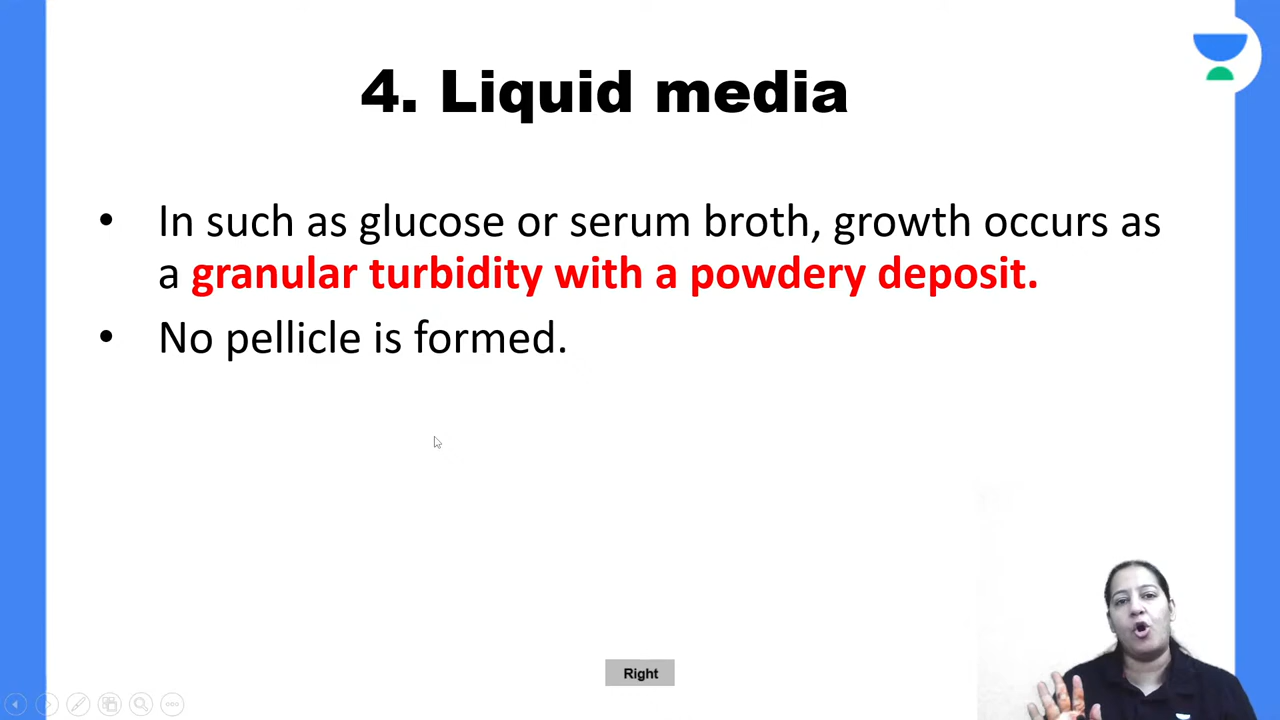 4. Liquid media
• In such as glucose or serum broth, growth occurs as
a granular turbidity with a powdery deposit.
• No pellicle is formed.
Right